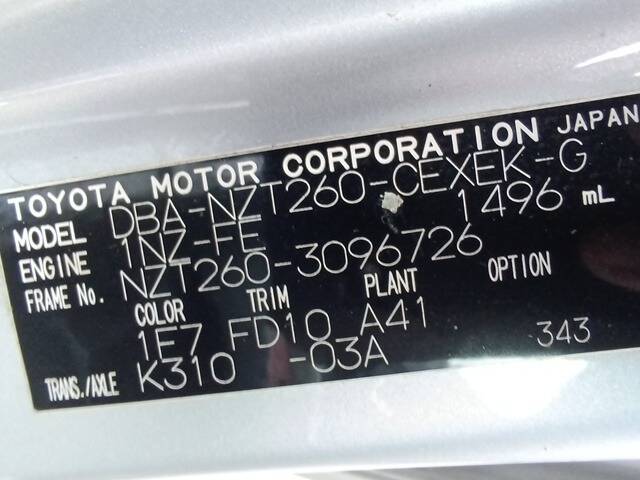 TOYOTA MOTOR CORPORATION JAPAN
MODEL DBA-NZT260-CEXEK-G
ENGINE 1NZ-FE 1496 mL
FRAME No. NZT260-3096726
COLOR TRIM PLANT OPTION
1E7 FD10 A41
TRANS./AXLE K310 -03A 343